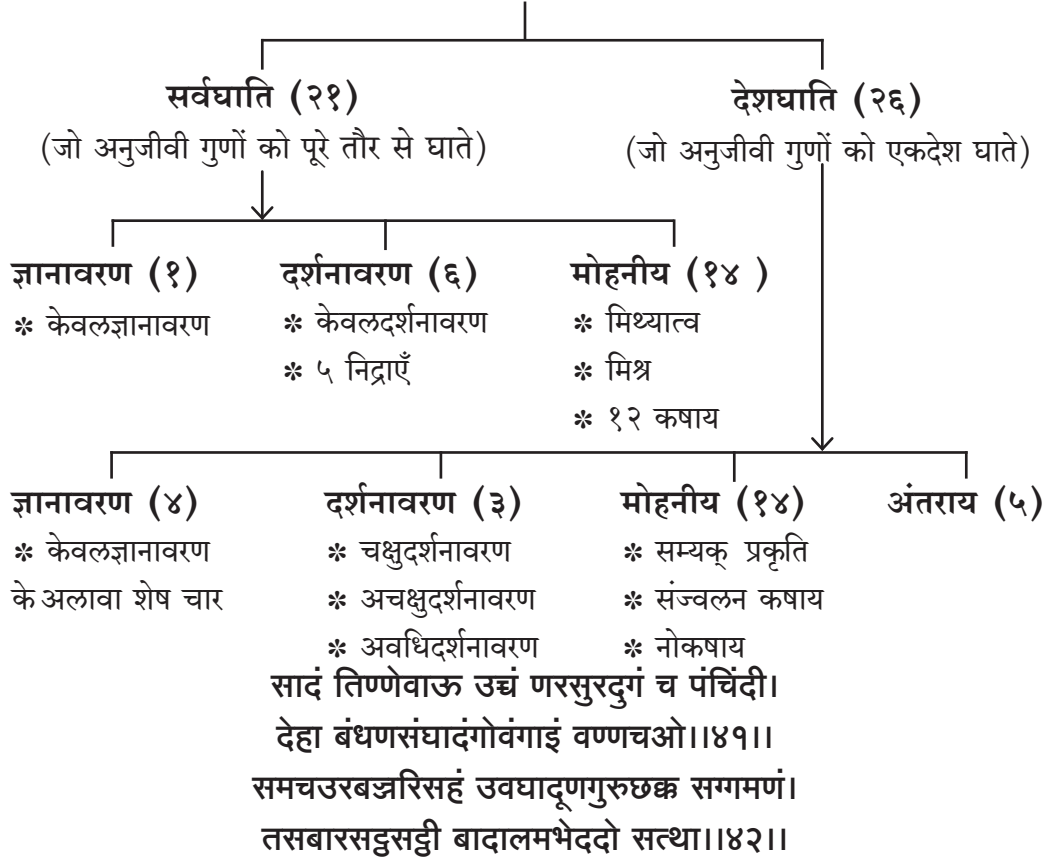 सर्वघाति (२१)
देशघाति (२६)
(जो अनुजीवी गुणों को पूरे तौर से घाते)
(जो अनुजीवी गुणों को एकदेश घाते)
ज्ञानावरण (१)
* केवलज्ञानावरण
दर्शनावरण (६)
* केवलदर्शनावरण
* ५ निद्राएँ
मोहनीय (१४ )
* मिथ्यात्व
* मिश्र
* १२ कषाय
ज्ञानावरण (४)
* केवलज्ञानावरण
के अलावा शेष चार
दर्शनावरण (३)
* चक्षुदर्शनावरण
* अचक्षुदर्शनावरण
* अवधिदर्शनावरण
मोहनीय (१४)
* सम्यक् प्रकृति
* संज्वलन कषाय
* नोकषाय
अंतराय (५)
सादं तिण्णेवाऊ उच्चं णरसुरदुगं च पंचिंदी।
देहा बंधणसंघादंगोवंगाइं वण्णचओ।।४१।।
समचउरबज्जरिसहं उवघादूणगुरुछक्क सग्गमणं।
तसबारसट्ठसट्ठी बादालमभेददो सत्था।।४२।।